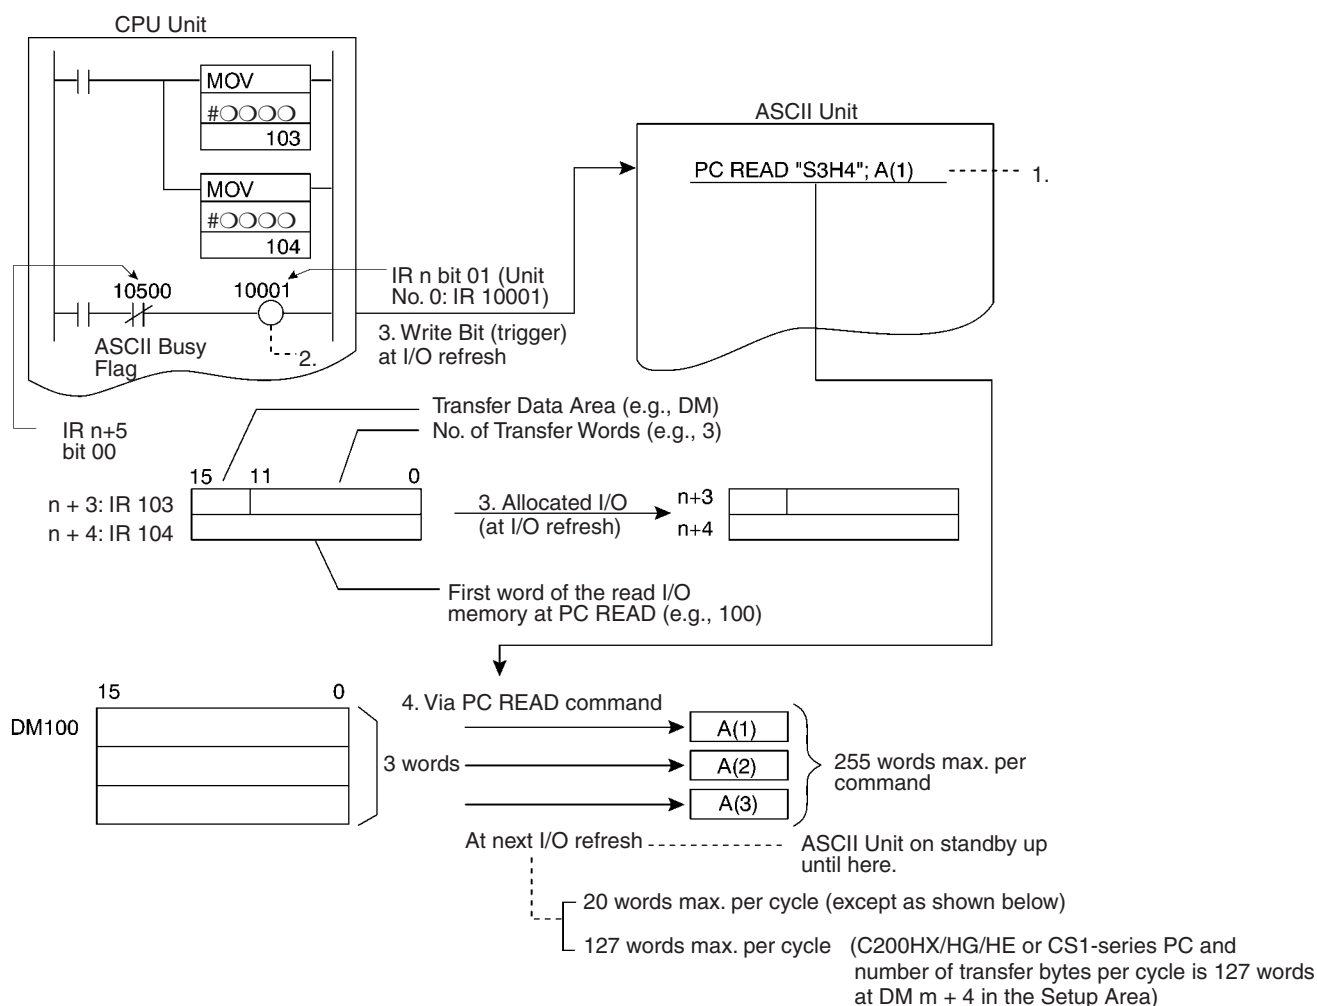 CPU Unit
MOV
#❍❍❍❍
103
MOV
#❍❍❍❍
104
10500
10001
ASCII Busy
Flag
2.
IR n+5
bit 00
IR n bit 01 (Unit
No. 0: IR 10001)
3. Write Bit (trigger)
at I/O refresh
ASCII Unit
PC READ "S3H4"; A(1)
1.
Transfer Data Area (e.g., DM)
No. of Transfer Words (e.g., 3)
15 11 0
n + 3: IR 103
n + 4: IR 104
3. Allocated I/O
(at I/O refresh)
n+3
n+4
First word of the read I/O
memory at PC READ (e.g., 100)
15 0
DM100
3 words
4. Via PC READ command
A(1)
A(2)
A(3)
255 words max. per
command
At next I/O refresh
ASCII Unit on standby up
until here.
20 words max. per cycle (except as shown below)
127 words max. per cycle (C200HX/HG/HE or CS1-series PC and
number of transfer bytes per cycle is 127 words
at DM m + 4 in the Setup Area)